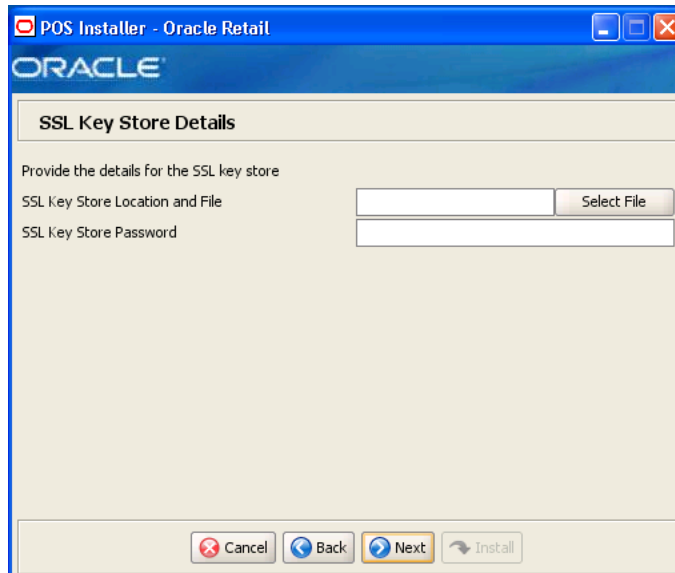 POS Installer - Oracle Retail
ORACLE
SSL Key Store Details
Provide the details for the SSL key store
SSL Key Store Location and File Select File
SSL Key Store Password
Cancel Back Next Install